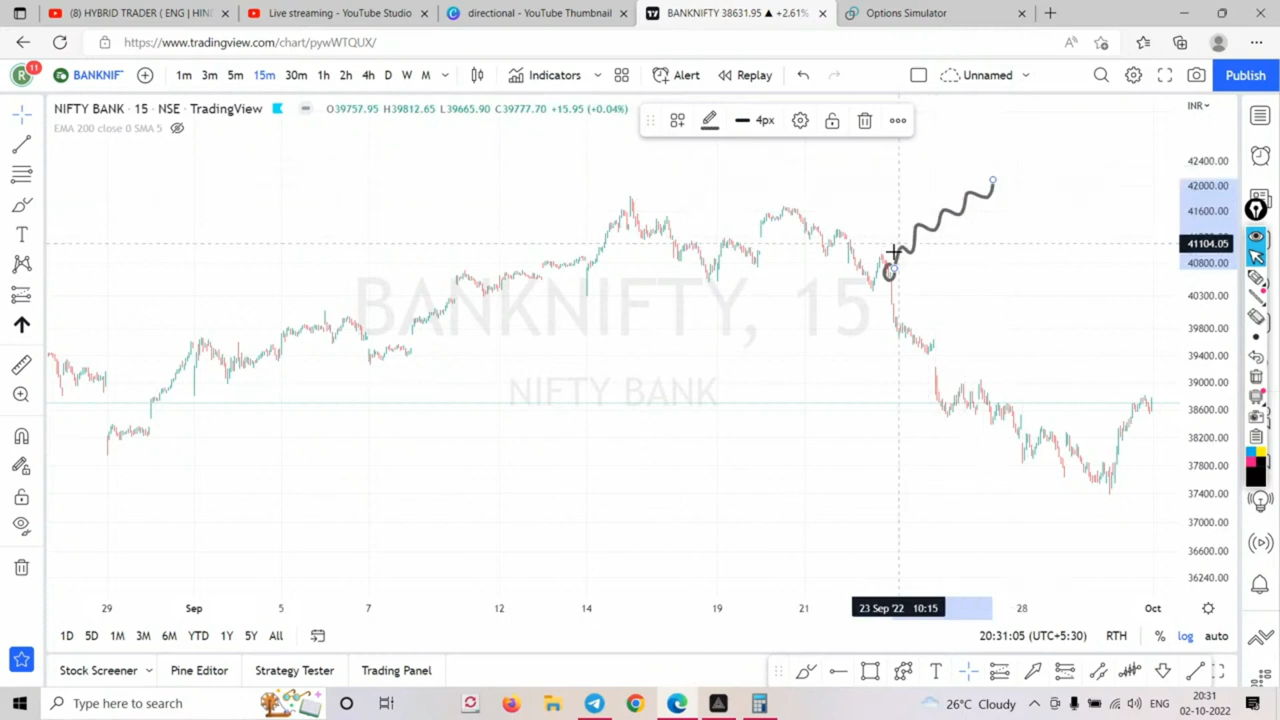 (8) HYBRID TRADER ( ENG | HIN
Live streaming - YouTube Studio
directional - YouTube Thumbnail
BANKNIFTY 38631.95 ▲ +2.61%
Options Simulator
https://www.tradingview.com/chart/pywWTQUX/
R 11 BANKNIF 1m 3m 5m 15m 30m 1h 2h 4h D W M Indicators Alert Replay Unnamed Publish
NIFTY BANK · 15 · NSE · TradingView O39757.95 H39812.65 L39665.90 C39777.70 +15.95 (+0.04%)
4px
INR
EMA 200 close 0 SMA 5
42400.00
42000.00
41600.00
41104.05
40800.00
40300.00
39800.00
39400.00
39000.00
38600.00
38200.00
37800.00
37400.00
37000.00
36600.00
36240.00
BANKNIFTY, 15
NIFTY BANK
29 Sep 5 7 12 14 19 21 23 Sep '22 10:15 28 Oct
1D 5D 1M 3M 6M YTD 1Y 5Y All 20:31:05 (UTC+5:30) RTH % log auto
Stock Screener Pine Editor Strategy Tester Trading Panel
Type here to search
26°C Cloudy ENG 20:31
02-10-2022